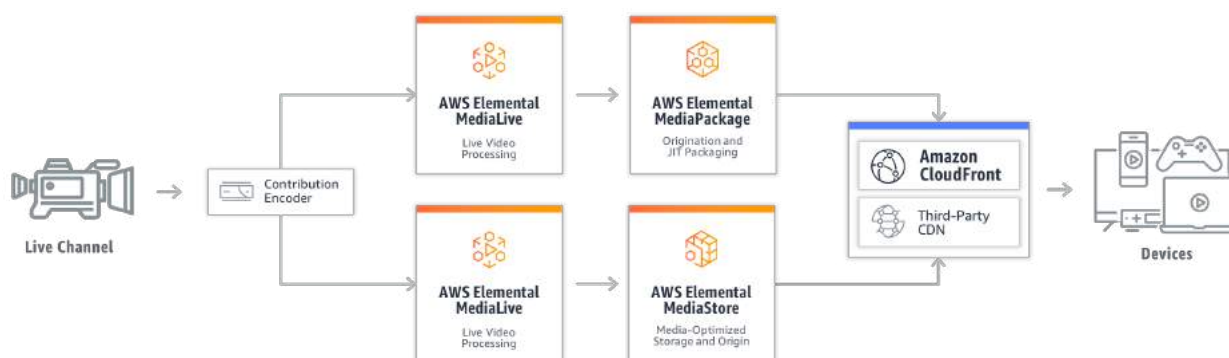 Live Channel
Contribution
Encoder
AWS Elemental
MediaLive
Live Video
Processing
AWS Elemental
MediaPackage
Origination and
JIT Packaging
AWS Elemental
MediaLive
Live Video
Processing
AWS Elemental
MediaStore
Media-Optimized
Storage and Origin
Amazon
CloudFront
Third-Party
CDN
Devices